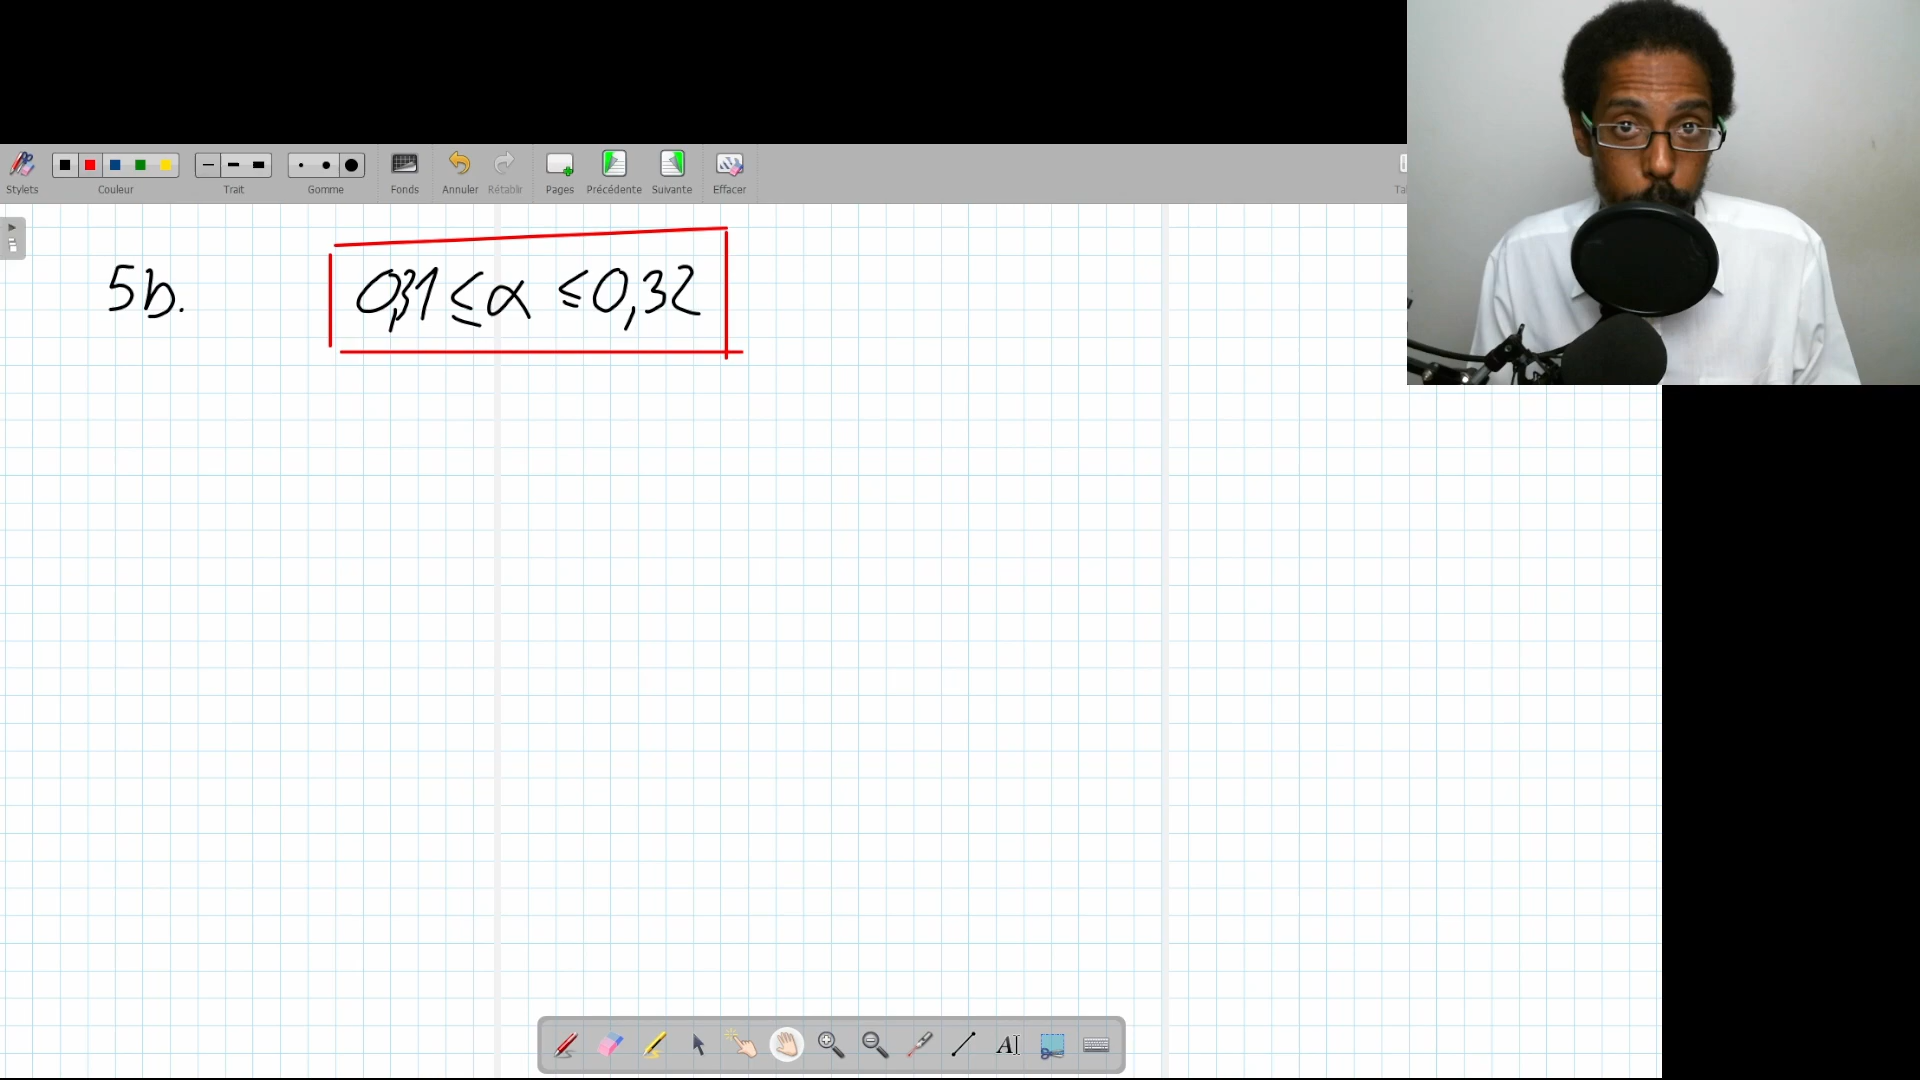 Stylets Couleur Trait Gomme Fonds Annuler Rétablir Pages Précédente Suivante Effacer
5b. 0,31 ≤ α ≤ 0,32